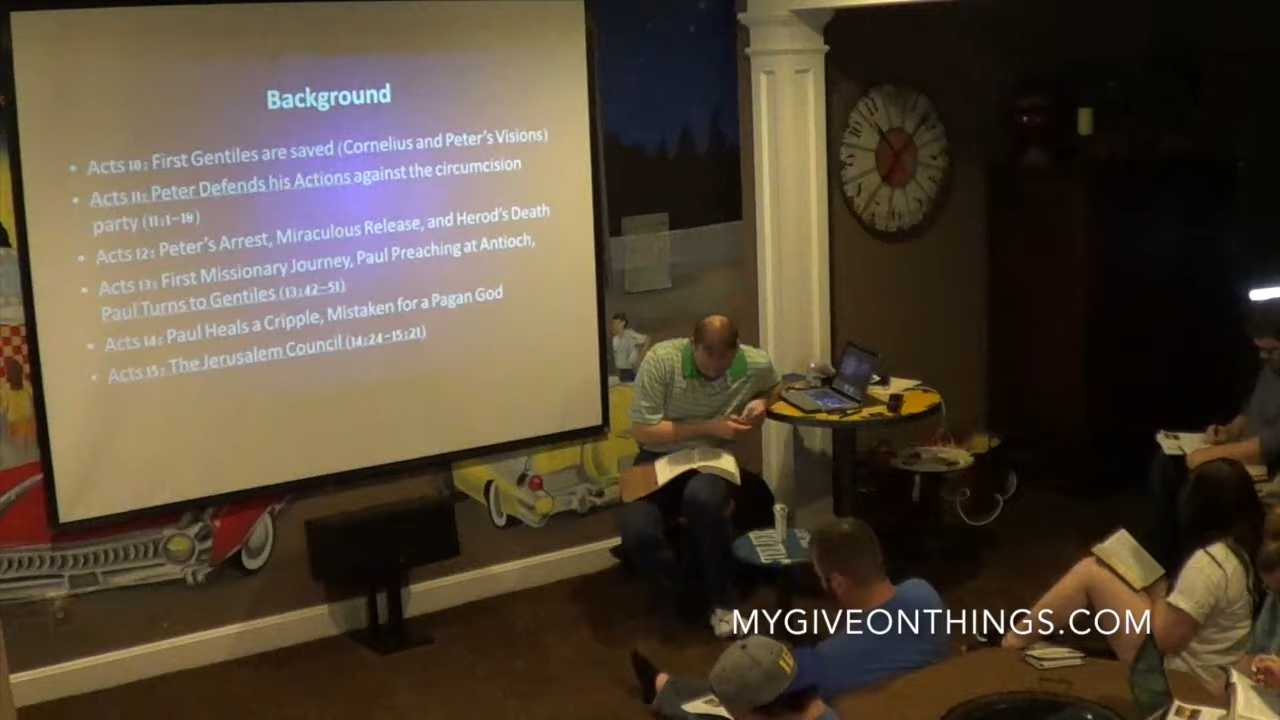 Background
• Acts 10: First Gentiles are saved (Cornelius and Peter's Visions)
• Acts 11: Peter Defends his Actions against the circumcision
party (11:1-18)
• Acts 12: Peter's Arrest, Miraculous Release, and Herod's Death
• Acts 13: First Missionary Journey, Paul Preaching at Antioch,
Paul Turns to Gentiles (13:42-51)
• Acts 14: Paul Heals a Cripple, Mistaken for a Pagan God
• Acts 15: The Jerusalem Council (14:24-15:21)
MYGIVEONTHINGS.COM